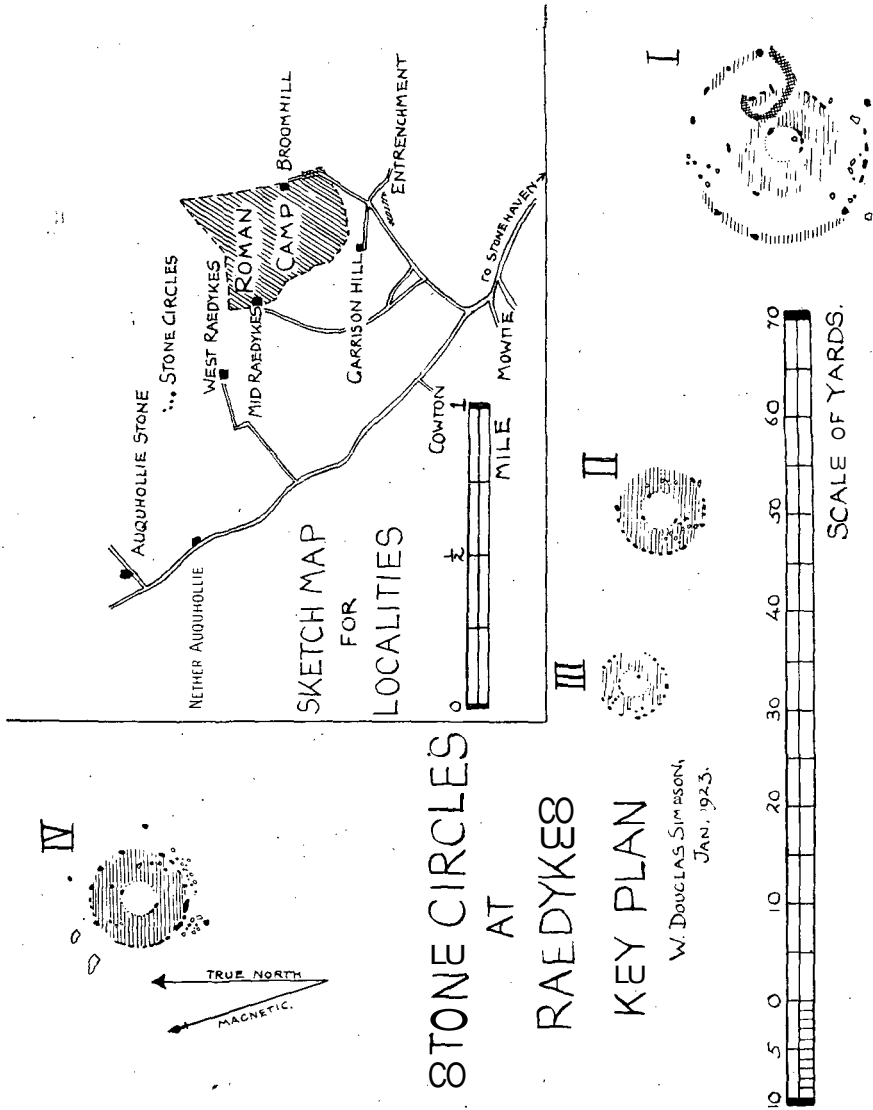 IV
TRUE NORTH
MAGNETIC.
STONE CIRCLES
AT
RAEDYKES
KEY PLAN
W. DOUGLAS SIMPSON,
JAN. 1923.
AUQUHOLLIE STONE
STONE CIRCLES
NETHER AUQUHOLLIE
WEST RAEDYKES
MID RAEDYKES
ROMAN
CAMP
BROOMHILL
GARRISON HILL
ENTRENCHMENT
COWTON
MOWTIE
TO STONEHAVEN
SKETCH MAP
FOR
LOCALITIES
0 ½ 1
MILE
III
II
I
10 5 0 10 20 30 40 50 60 70
SCALE OF YARDS.